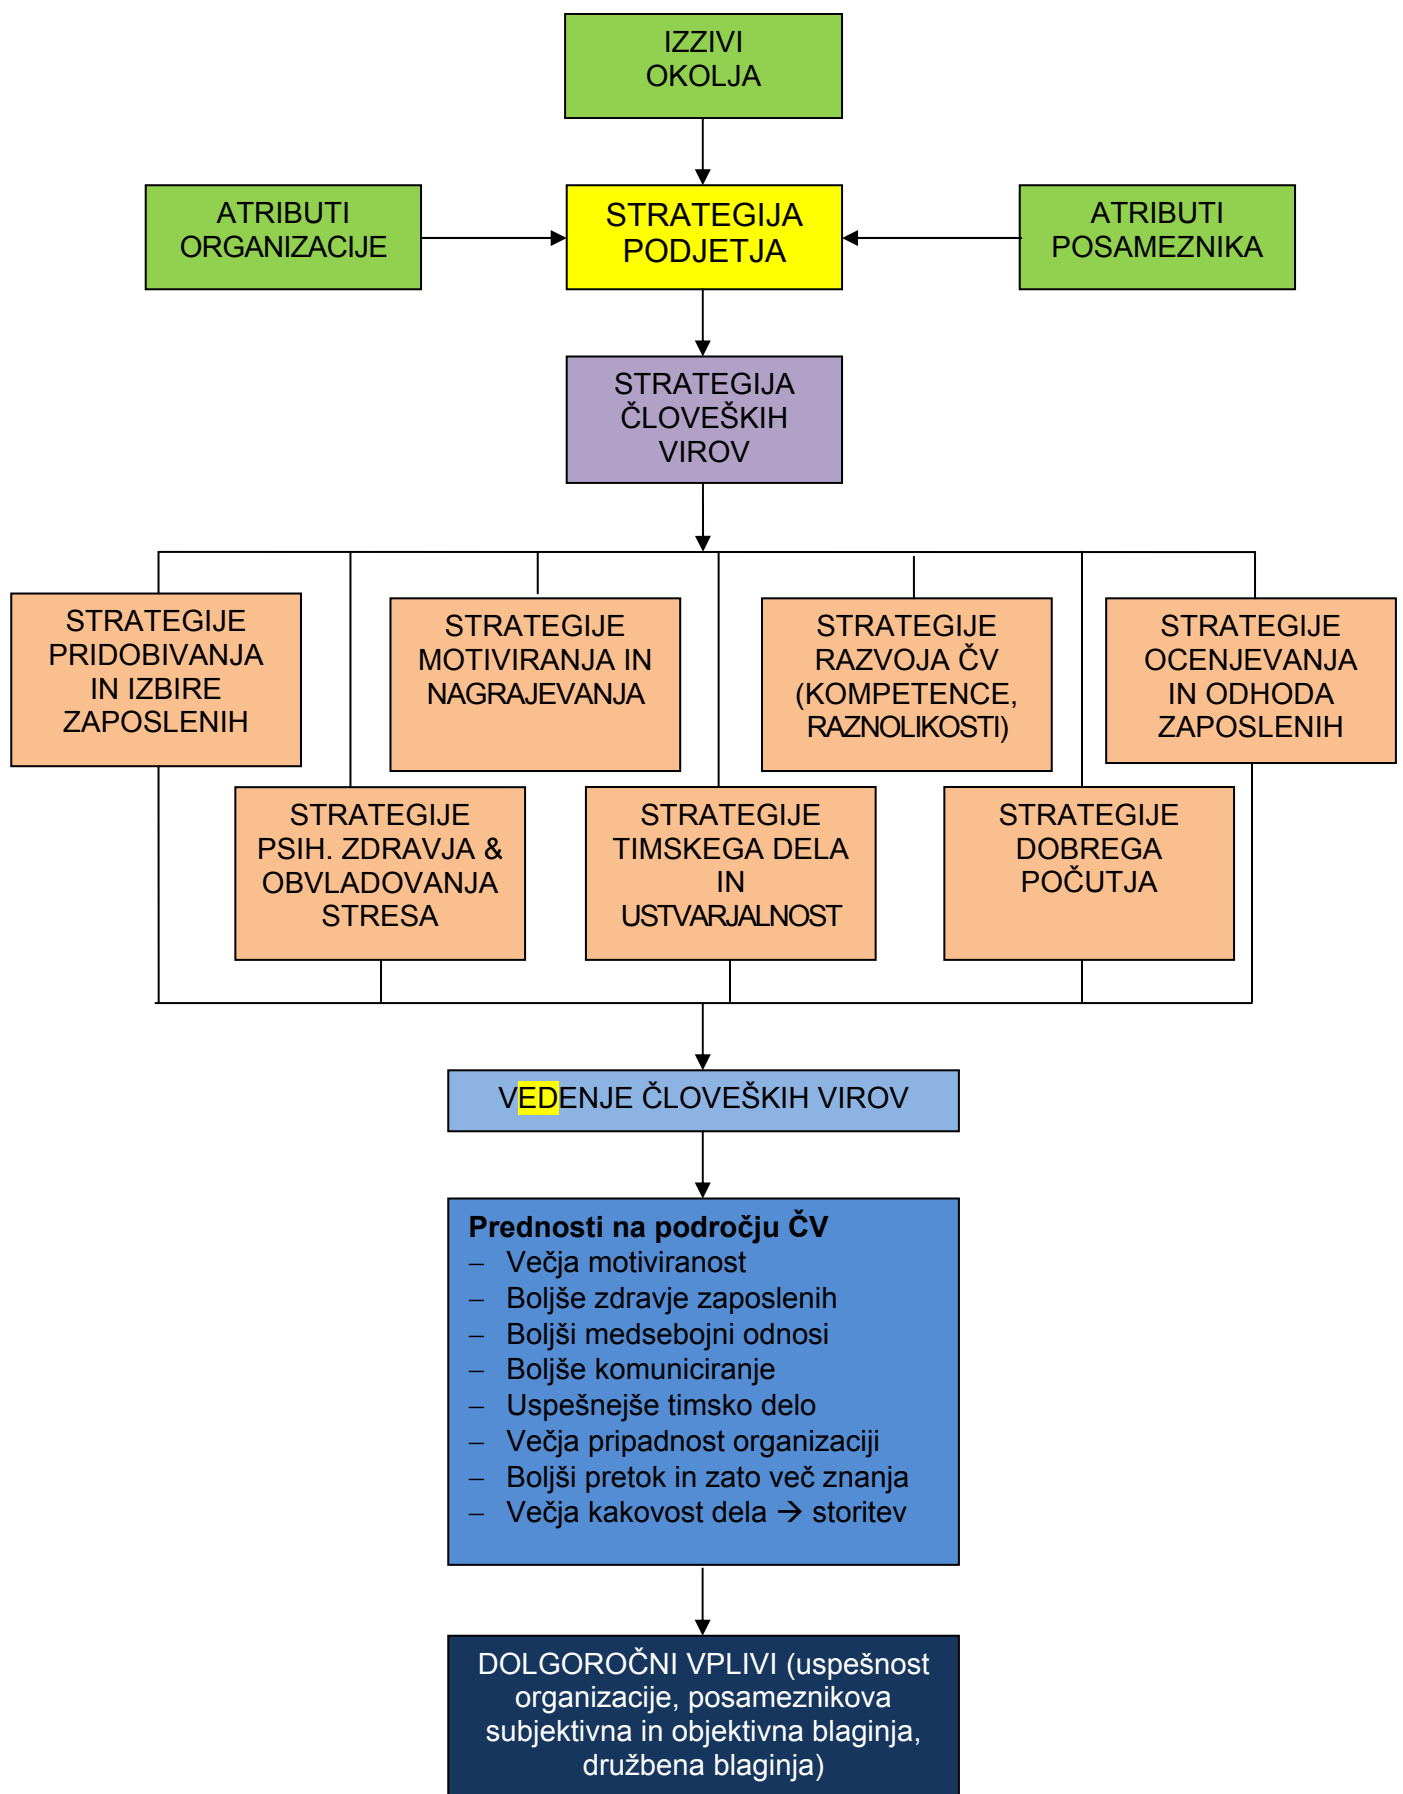 IZZIVI
OKOLJA
ATRIBUTI
ORGANIZACIJE
STRATEGIJA
PODJETJA
ATRIBUTI
POSAMEZNIKA
STRATEGIJA
ČLOVEŠKIH
VIROV
STRATEGIJE
PRIDOBIVANJA
IN IZBIRE
ZAPOSLENIH
STRATEGIJE
MOTIVIRANJA IN
NAGRAJEVANJA
STRATEGIJE
RAZVOJA ČV
(KOMPETENCE,
RAZNOLIKOSTI)
STRATEGIJE
OCENJEVANJA
IN ODHODA
ZAPOSLENIH
STRATEGIJE
PSIH. ZDRAVJA &
OBVLADOVANJA
STRESA
STRATEGIJE
TIMSKEGA DELA
IN
USTVARJALNOST
STRATEGIJE
DOBREGA
POČUTJA
VEDENJE ČLOVEŠKIH VIROV
Prednosti na področju ČV
– Večja motiviranost
– Boljše zdravje zaposlenih
– Boljši medsebojni odnosi
– Boljše komuniciranje
– Uspešnejše timsko delo
– Večja pripadnost organizaciji
– Boljši pretok in zato več znanja
– Večja kakovost dela → storitev
DOLGOROČNI VPLIVI (uspešnost
organizacije, posameznikova
subjektivna in objektivna blaginja,
družbena blaginja)